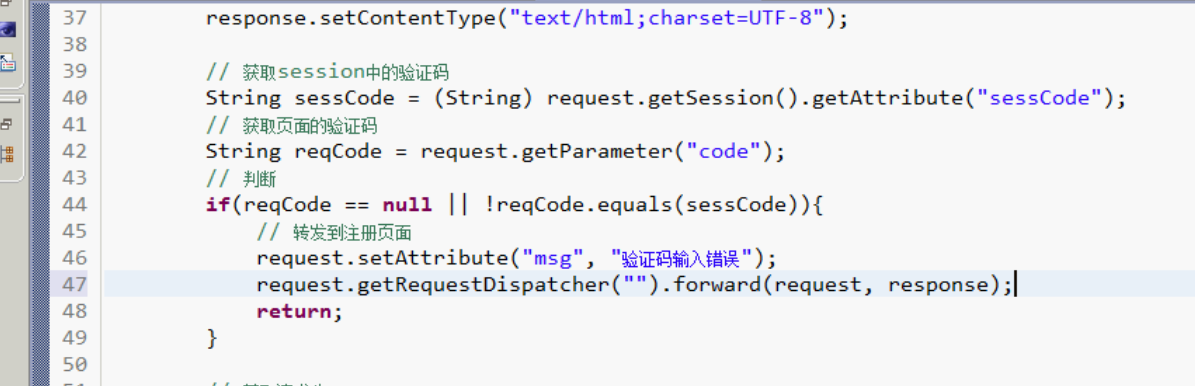 37 response.setContentType("text/html;charset=UTF-8");
38
39 // 获取session中的验证码
40 String sessCode = (String) request.getSession().getAttribute("sessCode");
41 // 获取页面的验证码
42 String reqCode = request.getParameter("code");
43 // 判断
44 if(reqCode == null || !reqCode.equals(sessCode)){
45 // 转发到注册页面
46 request.setAttribute("msg", "验证码输入错误");
47 request.getRequestDispatcher("").forward(request, response);
48 return;
49 }
50